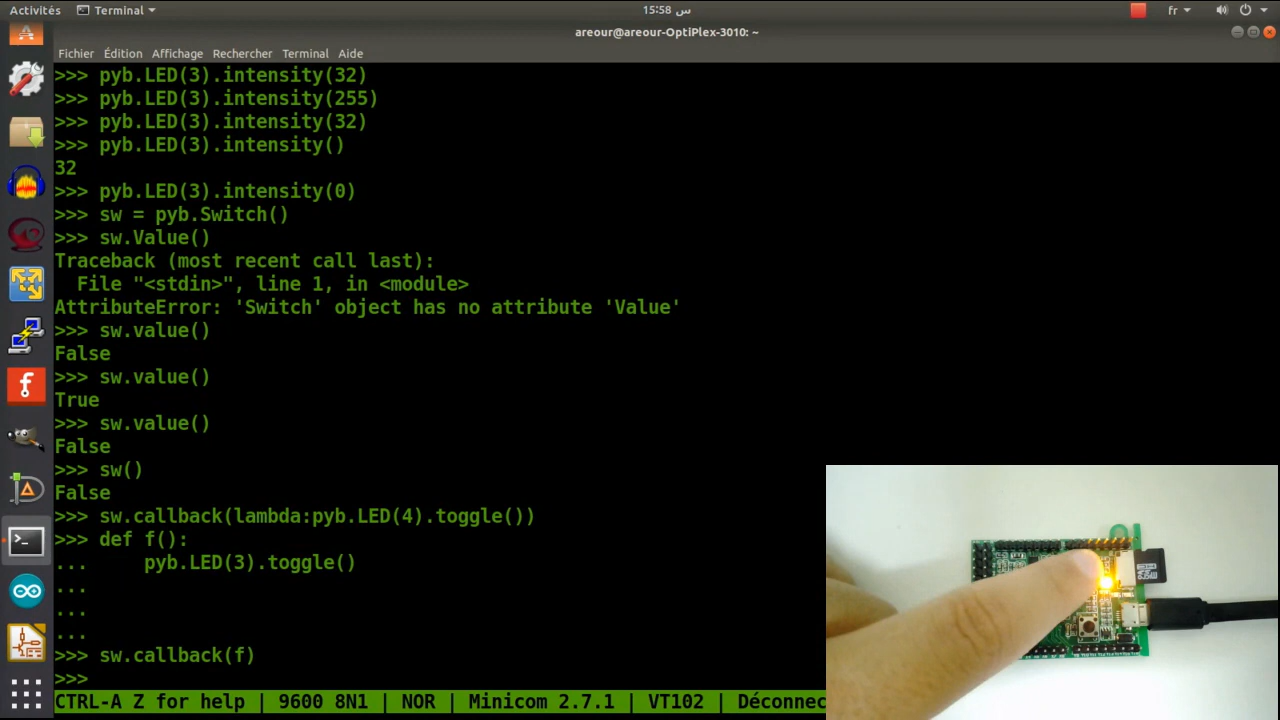 Activités Terminal س 15:58 fr
areour@areour-OptiPlex-3010: ~
Fichier Édition Affichage Rechercher Terminal Aide
>>> pyb.LED(3).intensity(32)
>>> pyb.LED(3).intensity(255)
>>> pyb.LED(3).intensity(32)
>>> pyb.LED(3).intensity()
32
>>> pyb.LED(3).intensity(0)
>>> sw = pyb.Switch()
>>> sw.Value()
Traceback (most recent call last):
  File "<stdin>", line 1, in <module>
AttributeError: 'Switch' object has no attribute 'Value'
>>> sw.value()
False
>>> sw.value()
True
>>> sw.value()
False
>>> sw()
False
>>> sw.callback(lambda:pyb.LED(4).toggle())
>>> def f():
...     pyb.LED(3).toggle()
...
...
...
>>> sw.callback(f)
>>>
CTRL-A Z for help | 9600 8N1 | NOR | Minicom 2.7.1 | VT102 | Déconnec